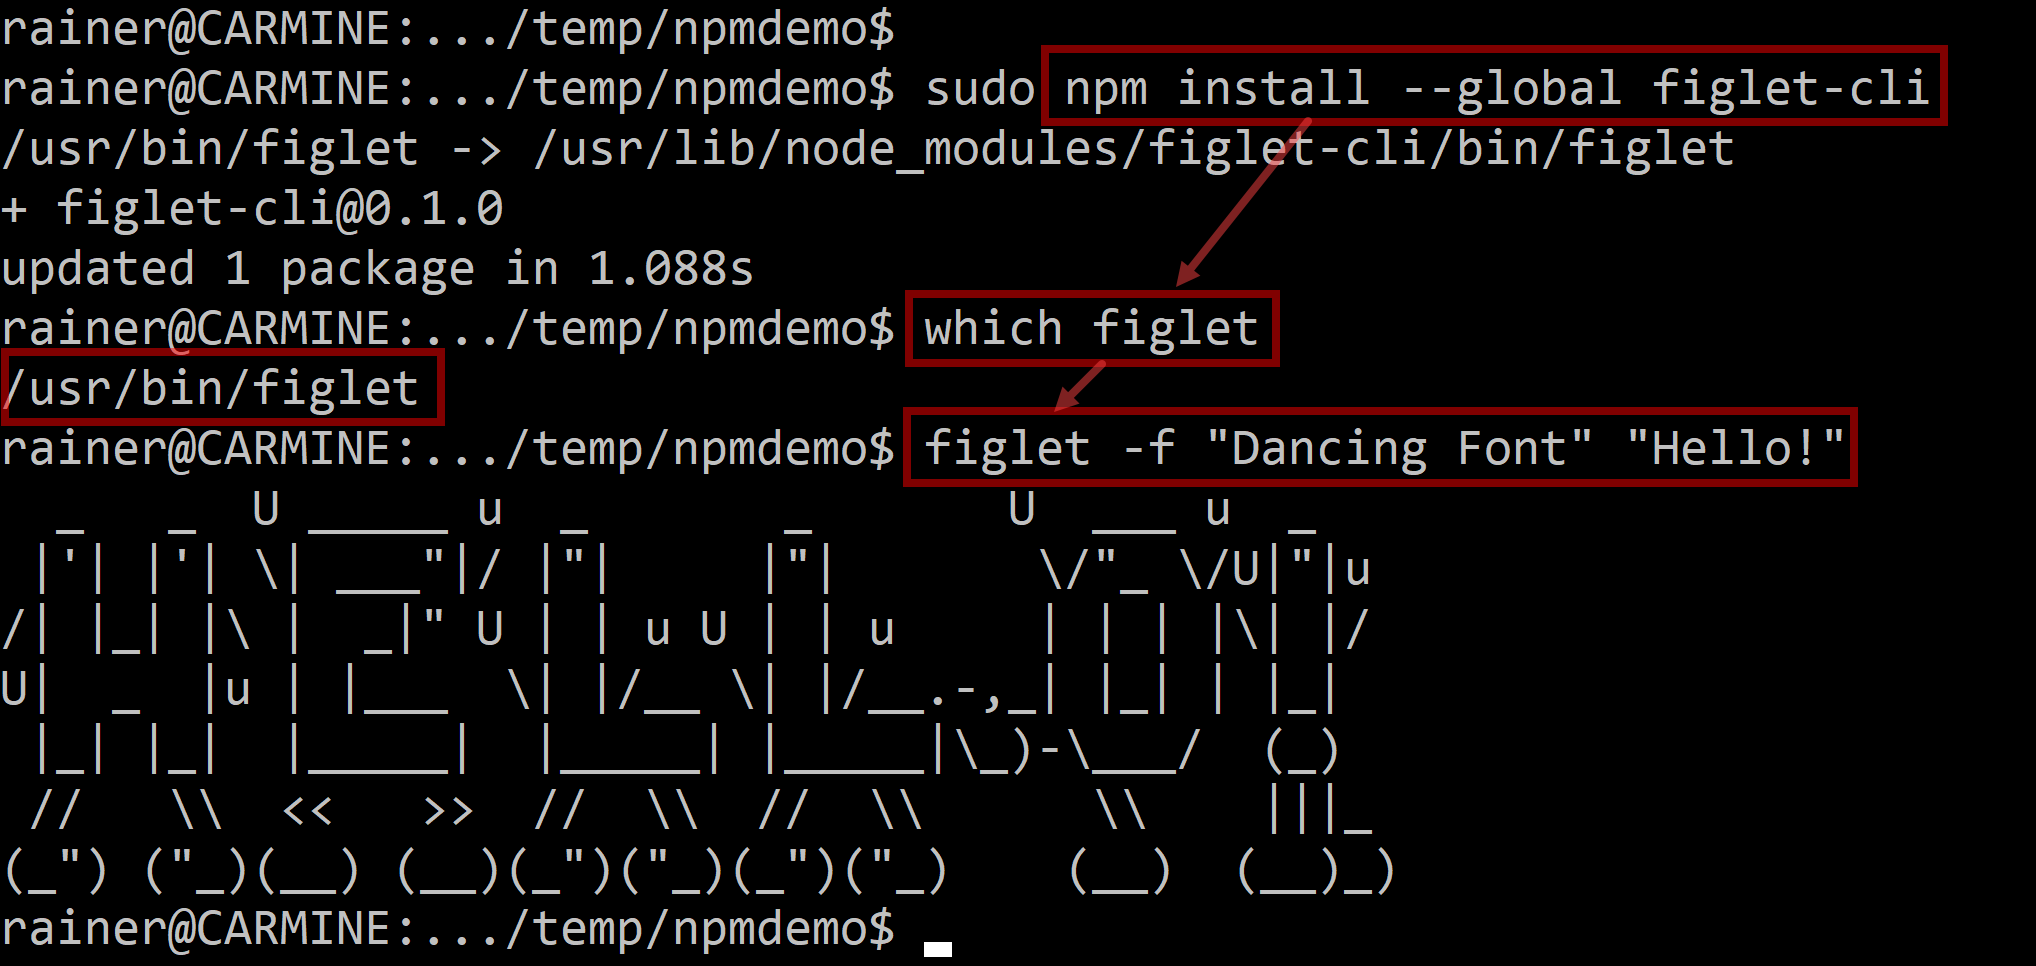 rainer@CARMINE:.../temp/npmdemo$
rainer@CARMINE:.../temp/npmdemo$ sudo npm install --global figlet-cli
/usr/bin/figlet -> /usr/lib/node_modules/figlet-cli/bin/figlet
+ figlet-cli@0.1.0
updated 1 package in 1.088s
rainer@CARMINE:.../temp/npmdemo$ which figlet
/usr/bin/figlet
rainer@CARMINE:.../temp/npmdemo$ figlet -f "Dancing Font" "Hello!"
  _   _  U _____ u  _       _       U  ___ u  _
 |'| |'| \| ___"|/ |"|     |"|       \/"_ \/U|"|u
/| |_| |\ |  _|" U | | u U | | u     | | | |\| |/
U|  _  |u | |___  \| |/__ \| |/__.-,_| |_| | |_|
 |_| |_|  |_____|  |_____| |_____|\_)-\___/  (_)
 //   \\  <<   >>  //  \\  //  \\      \\    |||_
(_") ("_)(__) (__)(_")("_)(_")("_)    (__)  (__)_)
rainer@CARMINE:.../temp/npmdemo$